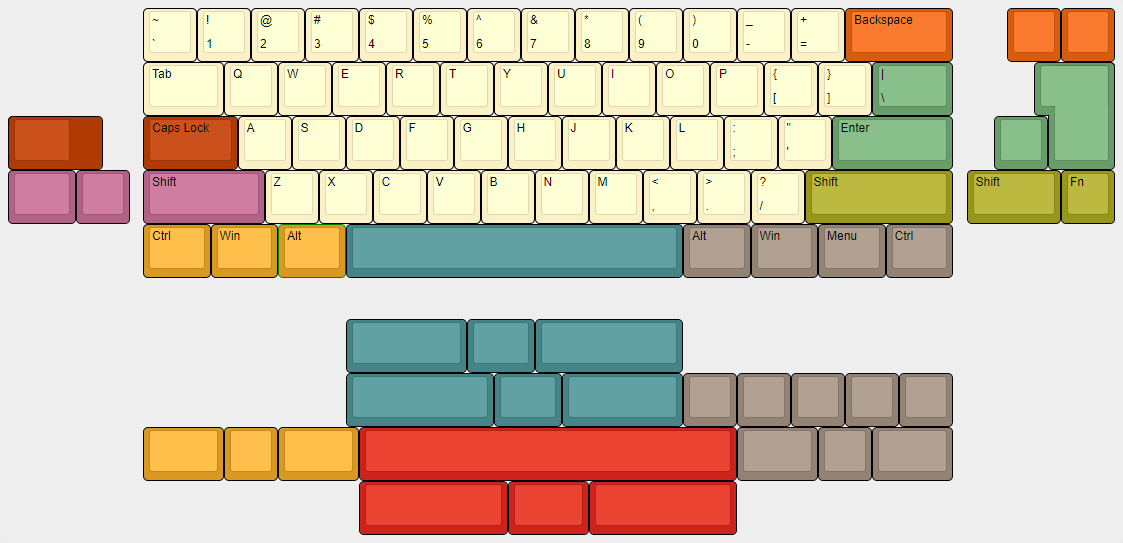 ~ ! @ # $ % ^ & * ( ) _ + Backspace
` 1 2 3 4 5 6 7 8 9 0 - =
Tab Q W E R T Y U I O P { } |
[ ] \
Caps Lock A S D F G H J K L : " Enter
; '
Shift Z X C V B N M < > ? Shift Shift Fn
, . /
Ctrl Win Alt Alt Win Menu Ctrl